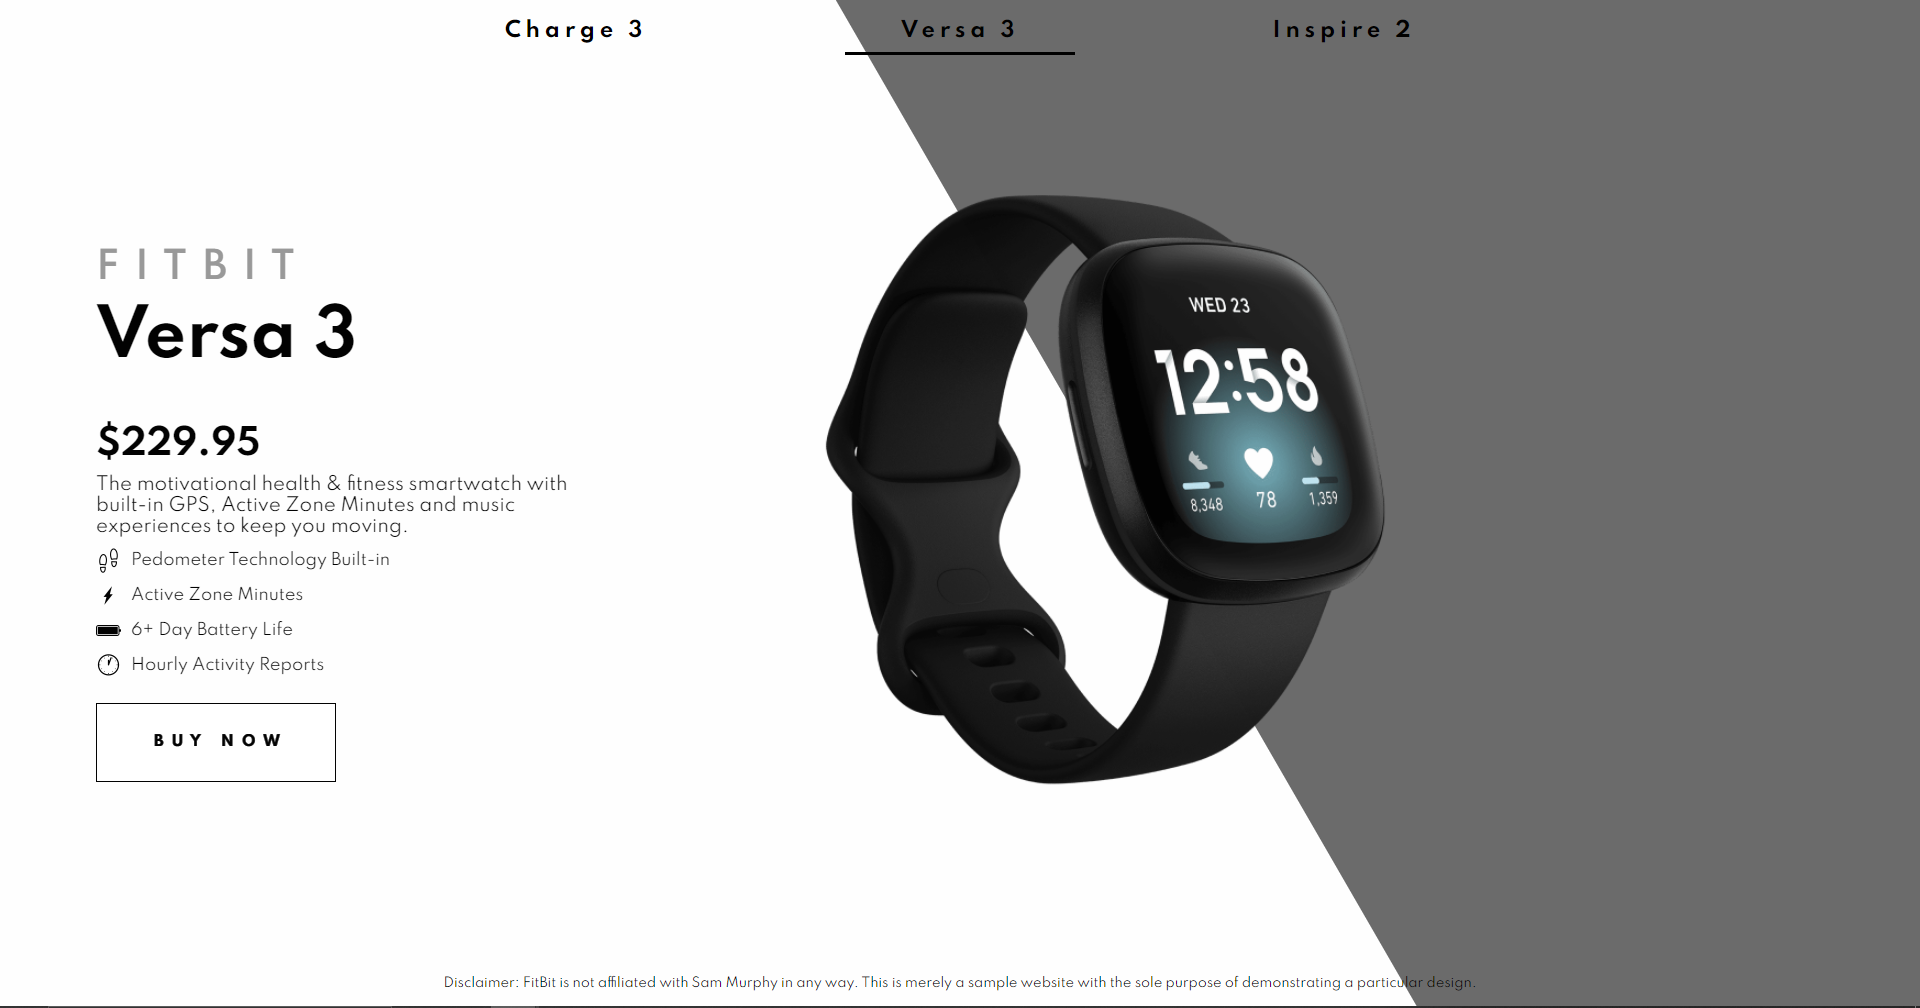 Charge 3
Versa 3
Inspire 2
FITBIT
Versa 3
$229.95
The motivational health & fitness smartwatch with
built-in GPS, Active Zone Minutes and music
experiences to keep you moving.
Pedometer Technology Built-in
Active Zone Minutes
6+ Day Battery Life
Hourly Activity Reports
BUY NOW
WED 23
12:58
8,348 78 1,359
Disclaimer: FitBit is not affiliated with Sam Murphy in any way. This is merely a sample website with the sole purpose of demonstrating a particular design.